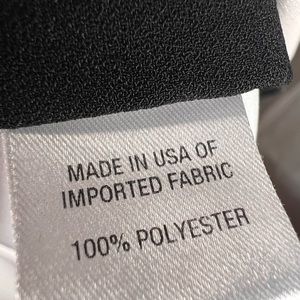 MADE IN USA OF
IMPORTED FABRIC
100% POLYESTER